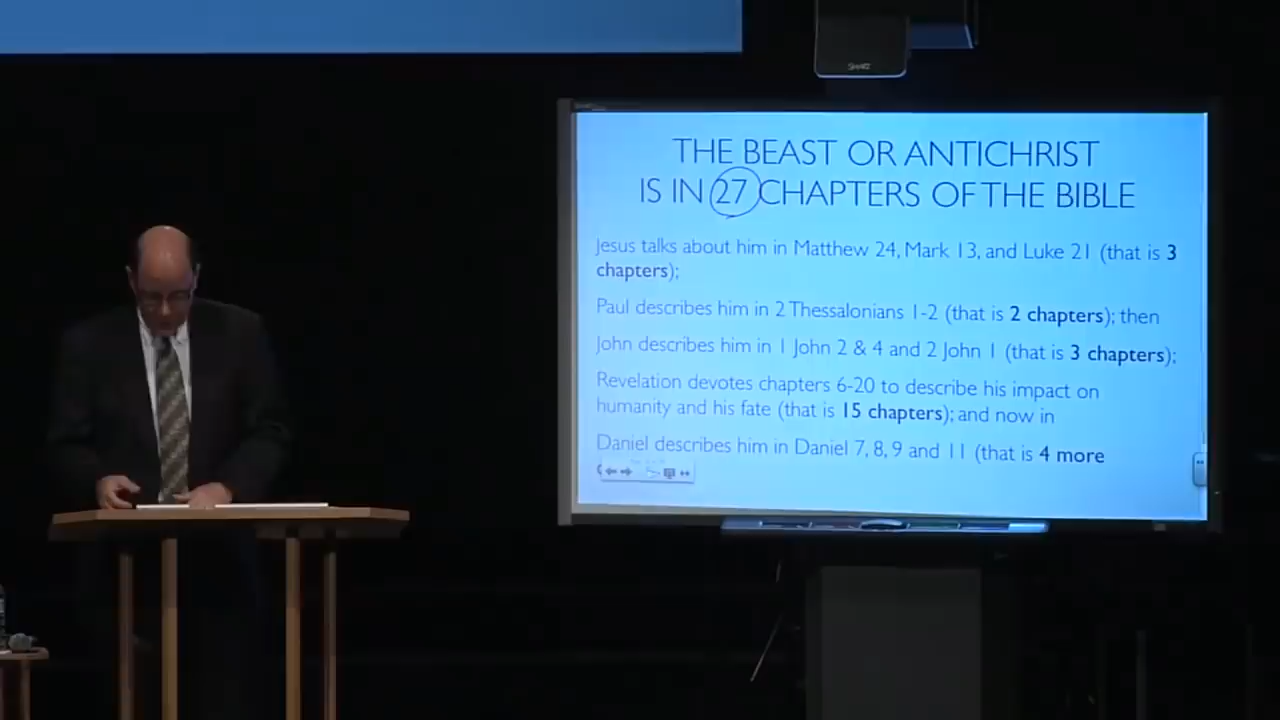 SMART
THE BEAST OR ANTICHRIST
IS IN 27 CHAPTERS OF THE BIBLE
Jesus talks about him in Matthew 24, Mark 13, and Luke 21 (that is 3
chapters);
Paul describes him in 2 Thessalonians 1-2 (that is 2 chapters); then
John describes him in 1 John 2 & 4 and 2 John 1 (that is 3 chapters);
Revelation devotes chapters 6-20 to describe his impact on
humanity and his fate (that is 15 chapters); and now in
Daniel describes him in Daniel 7, 8, 9 and 11 (that is 4 more